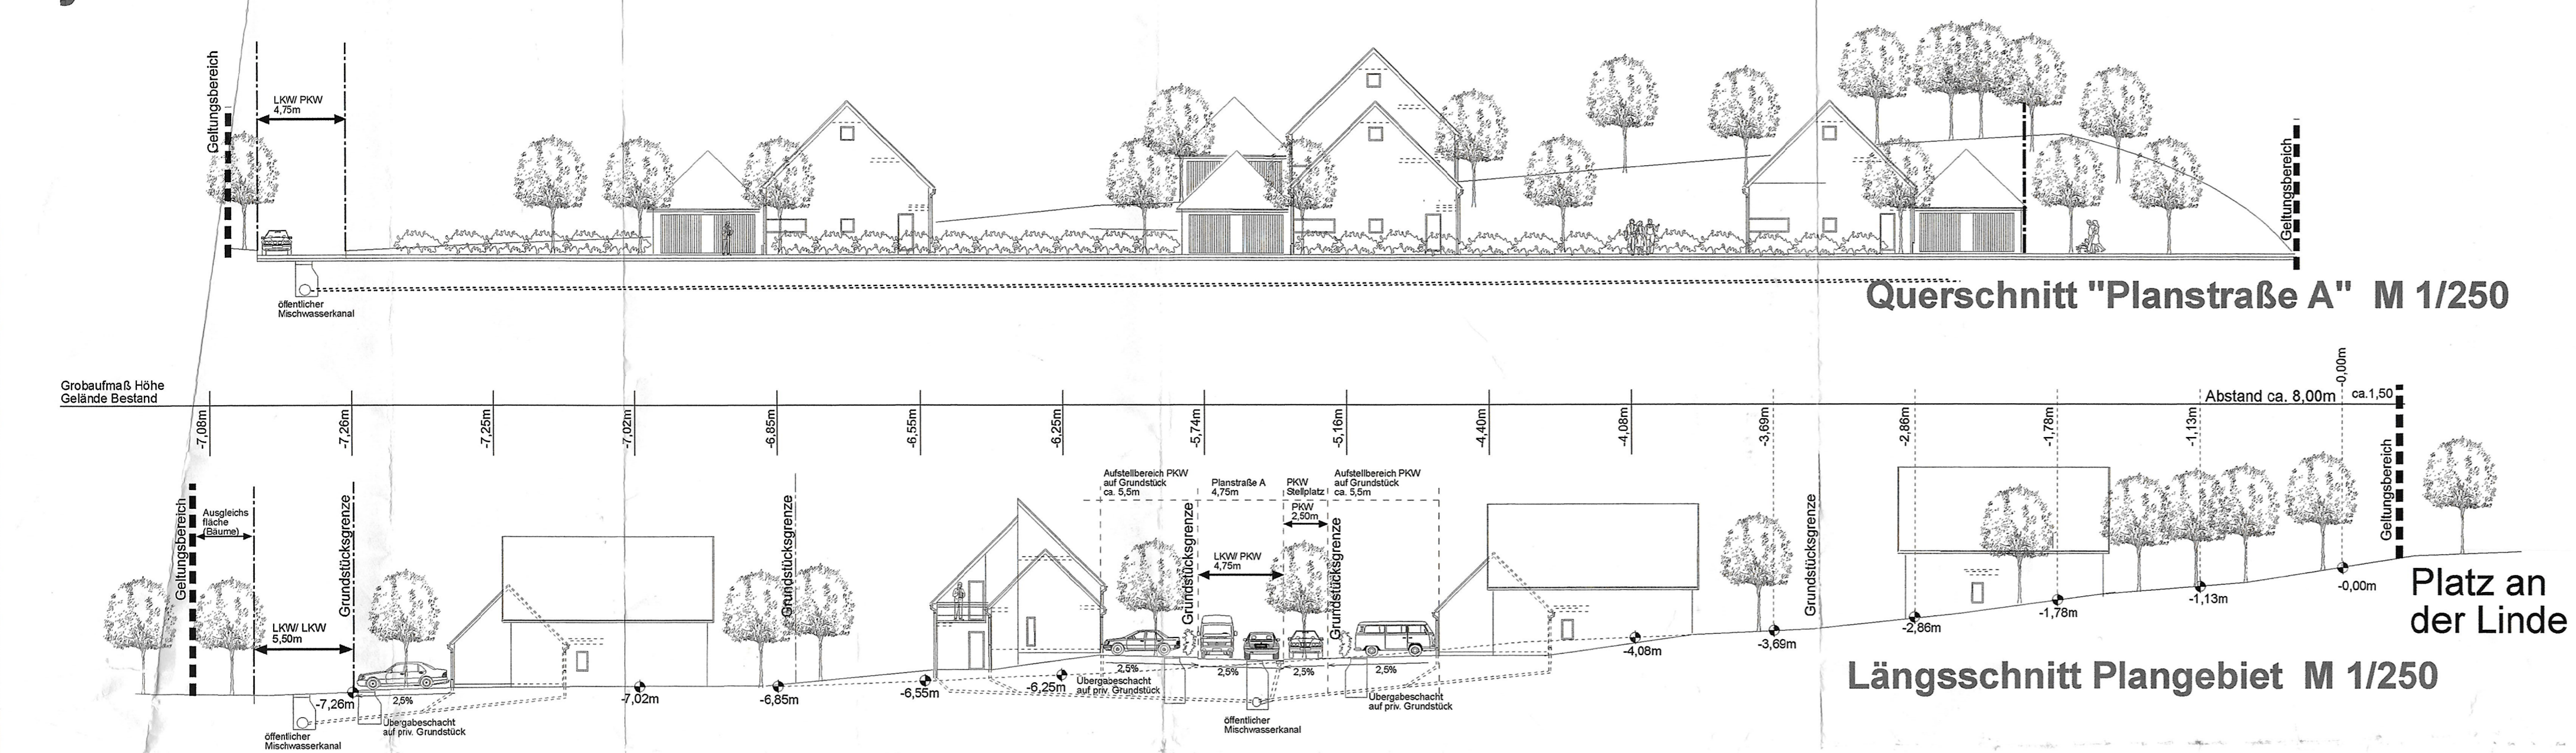 Geltungsbereich
LKW/ PKW
4,75m
Geltungsbereich
öffentlicher
Mischwasserkanal
Querschnitt "Planstraße A" M 1/250
Grobaufmaß Höhe
Gelände Bestand
-7,08m
-7,26m
-7,25m
-7,02m
-6,85m
-6,55m
-6,25m
-5,74m
-5,16m
-4,40m
-4,08m
-3,69m
-2,86m
-1,78m
-1,13m
-0,00m
Abstand ca. 8,00m
ca.1,50
Geltungsbereich
Ausgleichs
fläche
(Bäume)
Grundstücksgrenze
LKW/ LKW
5,50m
Grundstücksgrenze
Aufstellbereich PKW
auf Grundstück
ca. 5,5m
Grundstücksgrenze
Planstraße A
4,75m
LKW/ PKW
4,75m
PKW
Stellplatz
PKW
2,50m
Grundstücksgrenze
Aufstellbereich PKW
auf Grundstück
ca. 5,5m
Grundstücksgrenze
Geltungsbereich
Platz an
der Linde
-7,26m
2,5%
-7,02m
-6,85m
-6,55m
-6,25m
2,5%
2,5%
2,5%
2,5%
-4,08m
-3,69m
-2,86m
-1,78m
-1,13m
-0,00m
Übergabeschacht
auf priv. Grundstück
Übergabeschacht
auf priv. Grundstück
Übergabeschacht
auf priv. Grundstück
öffentlicher
Mischwasserkanal
öffentlicher
Mischwasserkanal
Längsschnitt Plangebiet M 1/250